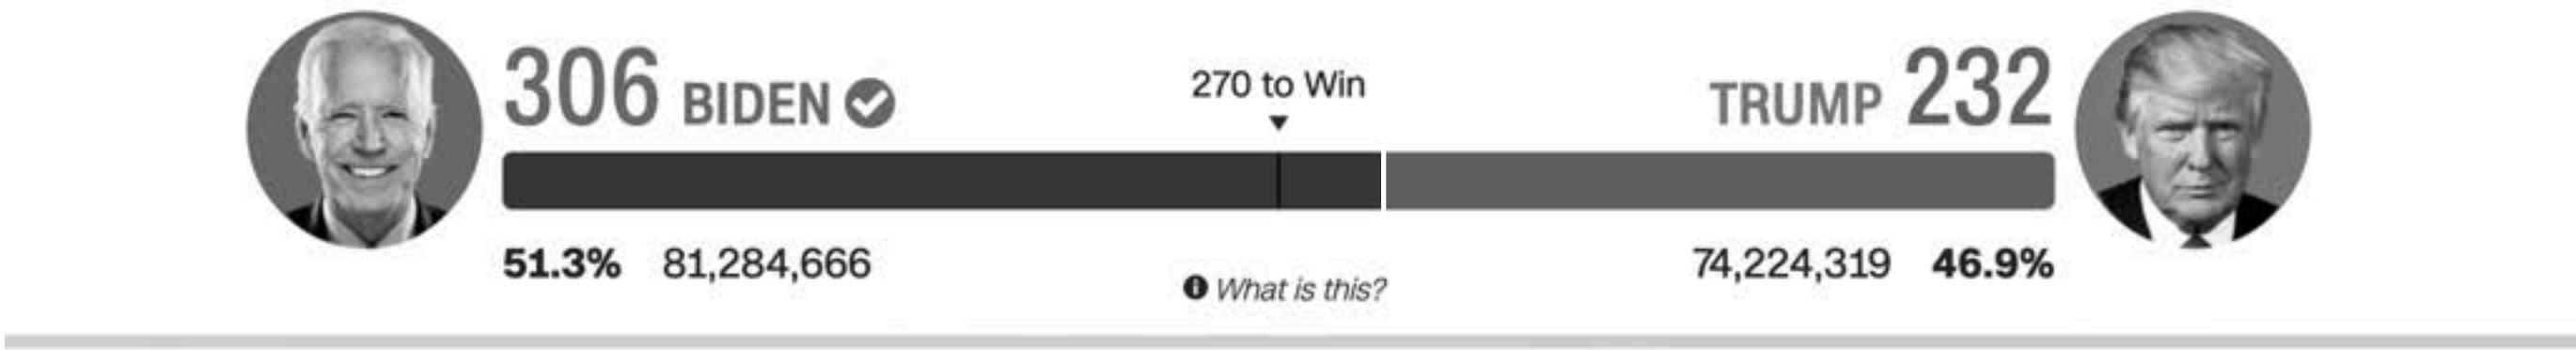 306 BIDEN
270 to Win
TRUMP 232
51.3% 81,284,666
What is this?
74,224,319 46.9%